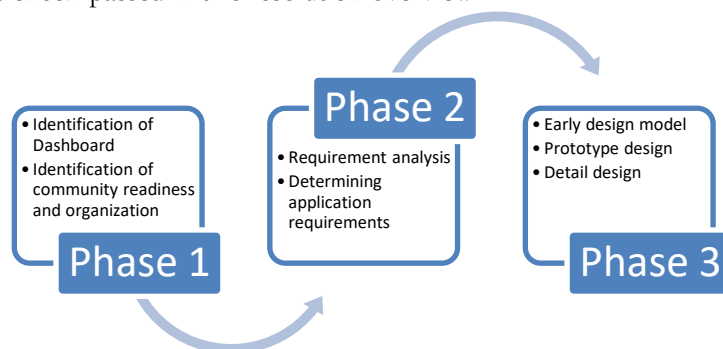 • Identification of
Dashboard
• Identification of
community readiness
and organization
Phase 1
Phase 2
• Requirement analysis
• Determining
application
requirements
• Early design model
• Prototype design
• Detail design
Phase 3